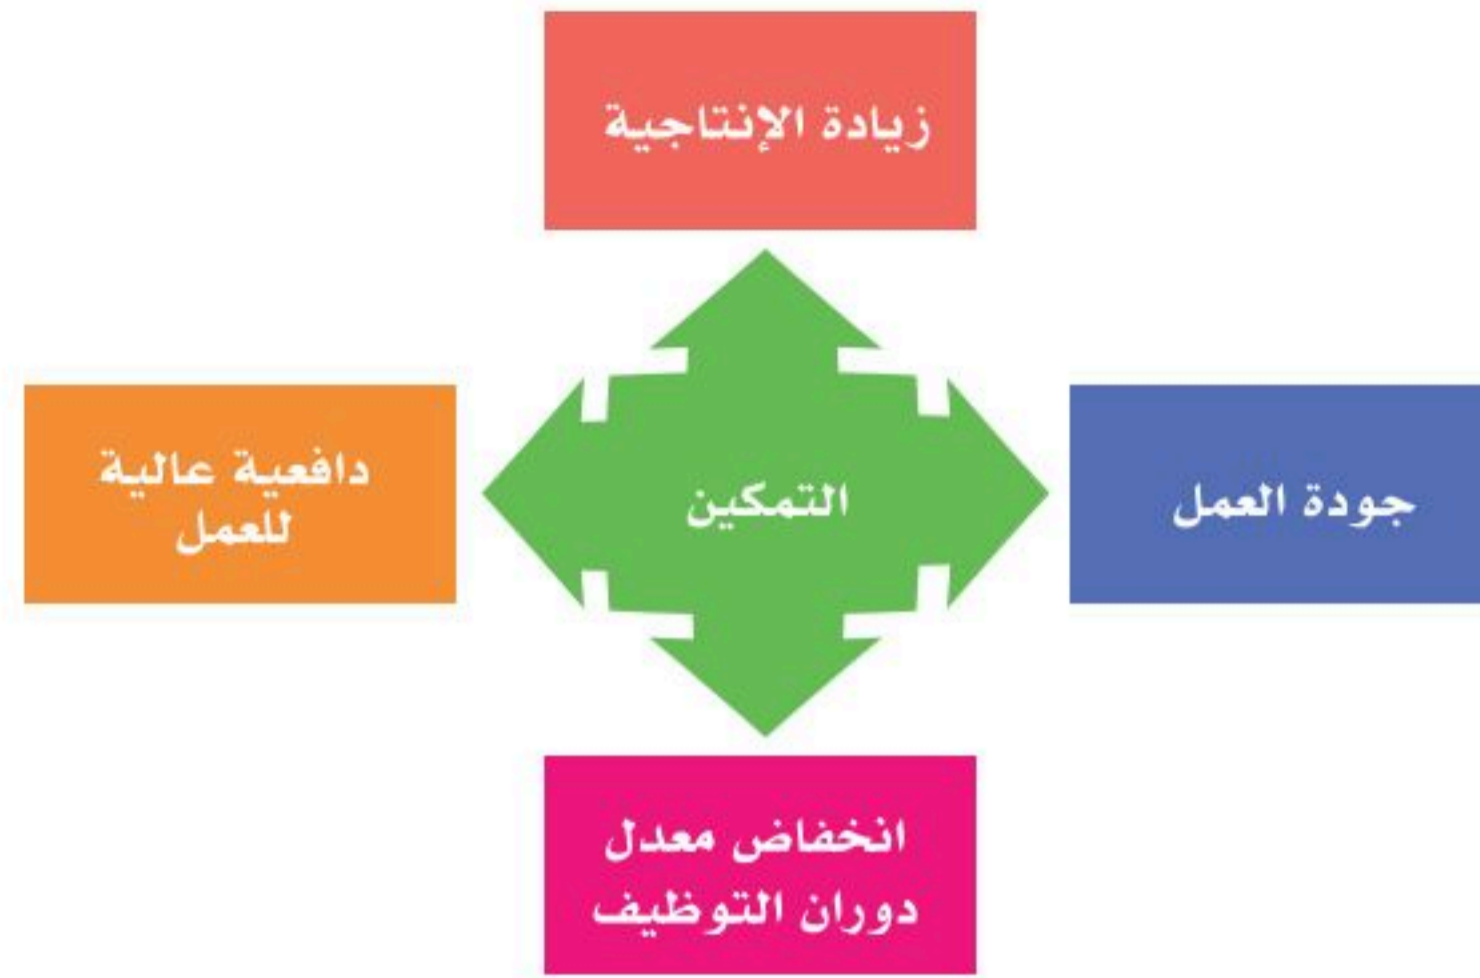 زيادة الإنتاجية
جودة العمل
التمكين
دافعية عالية
للعمل
انخفاض معدل
دوران التوظيف